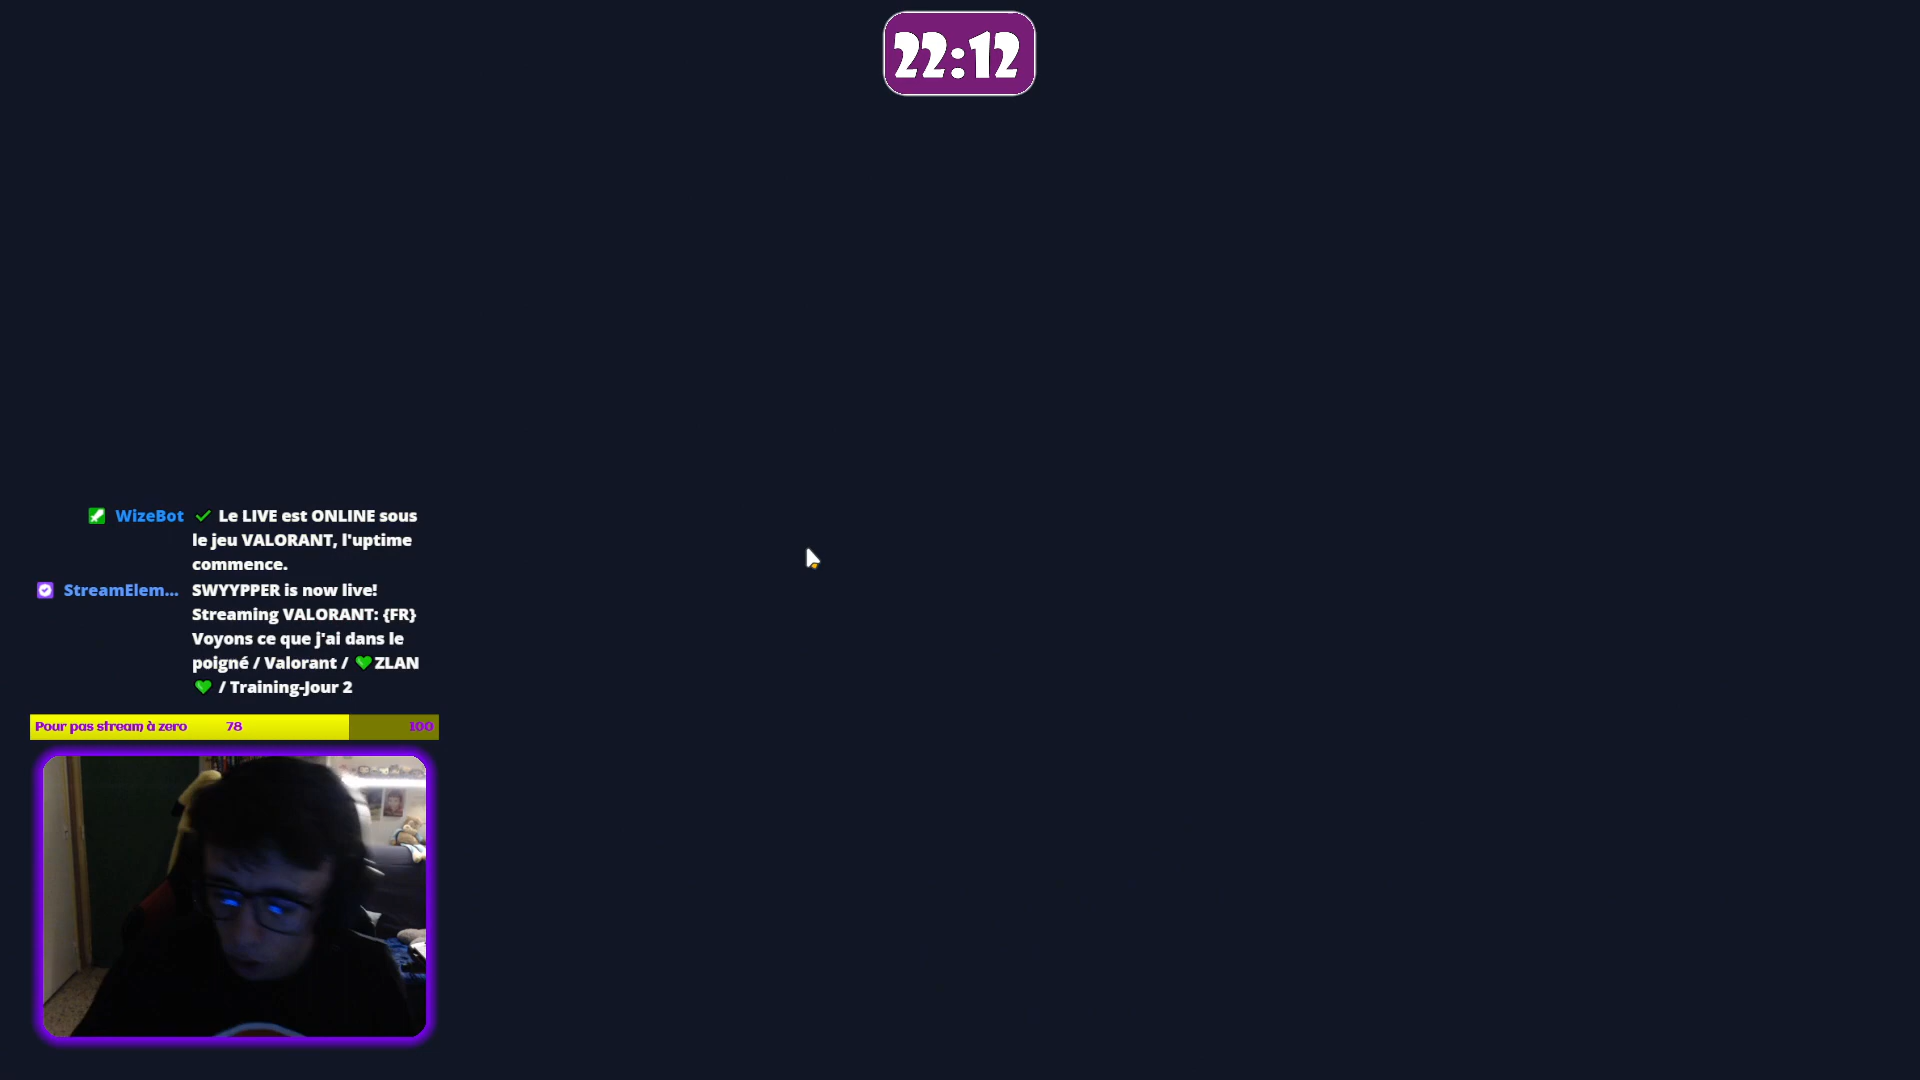 22:12
WizeBot ✓ Le LIVE est ONLINE sous
le jeu VALORANT, l'uptime
commence.
StreamElem... SWYYPPER is now live!
Streaming VALORANT: {FR}
Voyons ce que j'ai dans le
poigné / Valorant / 💚ZLAN
💚 / Training-Jour 2
Pour pas stream à zero 78 100